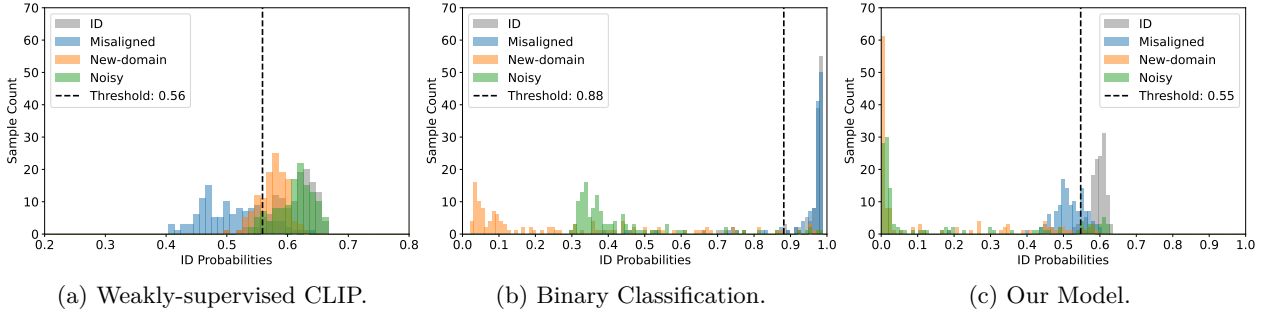 70
60
50
40
30
20
10
0
Sample Count
ID
Misaligned
New-domain
Noisy
Threshold: 0.56
0.2 0.3 0.4 0.5 0.6 0.7 0.8
ID Probabilities
(a) Weakly-supervised CLIP.
70
60
50
40
30
20
10
0
Sample Count
ID
Misaligned
New-domain
Noisy
Threshold: 0.88
0.0 0.1 0.2 0.3 0.4 0.5 0.6 0.7 0.8 0.9 1.0
ID Probabilities
(b) Binary Classification.
70
60
50
40
30
20
10
0
Sample Count
ID
Misaligned
New-domain
Noisy
Threshold: 0.55
0.0 0.1 0.2 0.3 0.4 0.5 0.6 0.7 0.8 0.9 1.0
ID Probabilities
(c) Our Model.